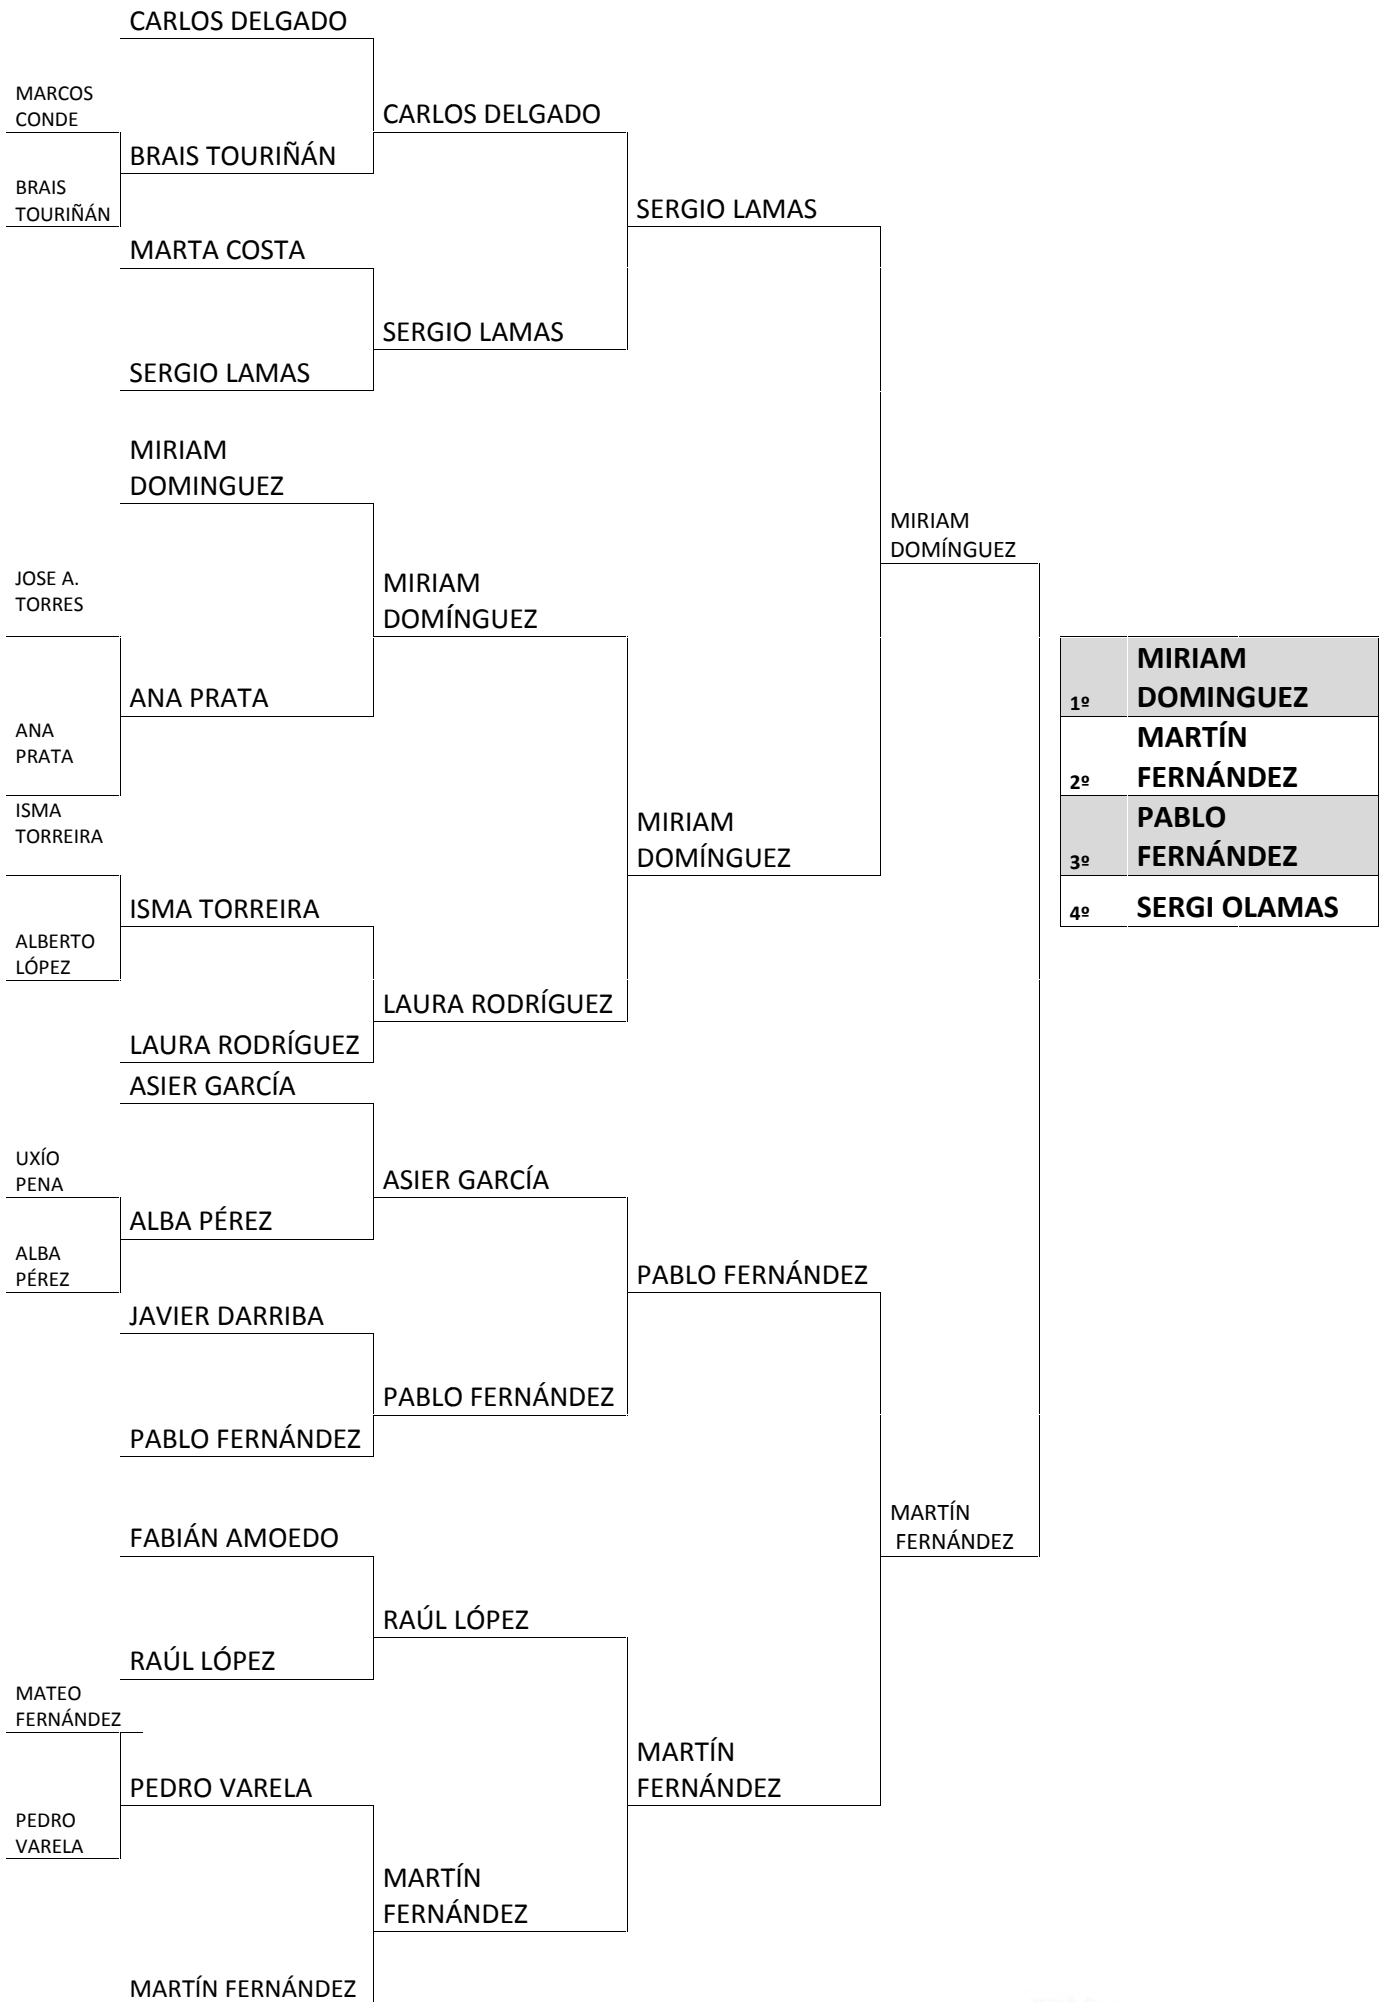 CARLOS DELGADO
MARCOS
CONDE
CARLOS DELGADO
BRAIS TOURIÑÁN
BRAIS
TOURIÑÁN
SERGIO LAMAS
MARTA COSTA
SERGIO LAMAS
SERGIO LAMAS
MIRIAM
DOMINGUEZ
MIRIAM
DOMÍNGUEZ
JOSE A.
TORRES
MIRIAM
DOMÍNGUEZ
ANA PRATA
ANA
PRATA
ISMA
TORREIRA
MIRIAM
DOMÍNGUEZ
ISMA TORREIRA
ALBERTO
LÓPEZ
LAURA RODRÍGUEZ
LAURA RODRÍGUEZ
1º MIRIAM
DOMINGUEZ
2º MARTÍN
FERNÁNDEZ
3º PABLO
FERNÁNDEZ
4º SERGI OLAMAS
ASIER GARCÍA
UXÍO
PENA
ASIER GARCÍA
ALBA PÉREZ
ALBA
PÉREZ
PABLO FERNÁNDEZ
JAVIER DARRIBA
PABLO FERNÁNDEZ
PABLO FERNÁNDEZ
MARTÍN
FERNÁNDEZ
FABIÁN AMOEDO
RAÚL LÓPEZ
RAÚL LÓPEZ
MATEO
FERNÁNDEZ
MARTÍN
FERNÁNDEZ
PEDRO VARELA
PEDRO
VARELA
MARTÍN
FERNÁNDEZ
MARTÍN FERNÁNDEZ